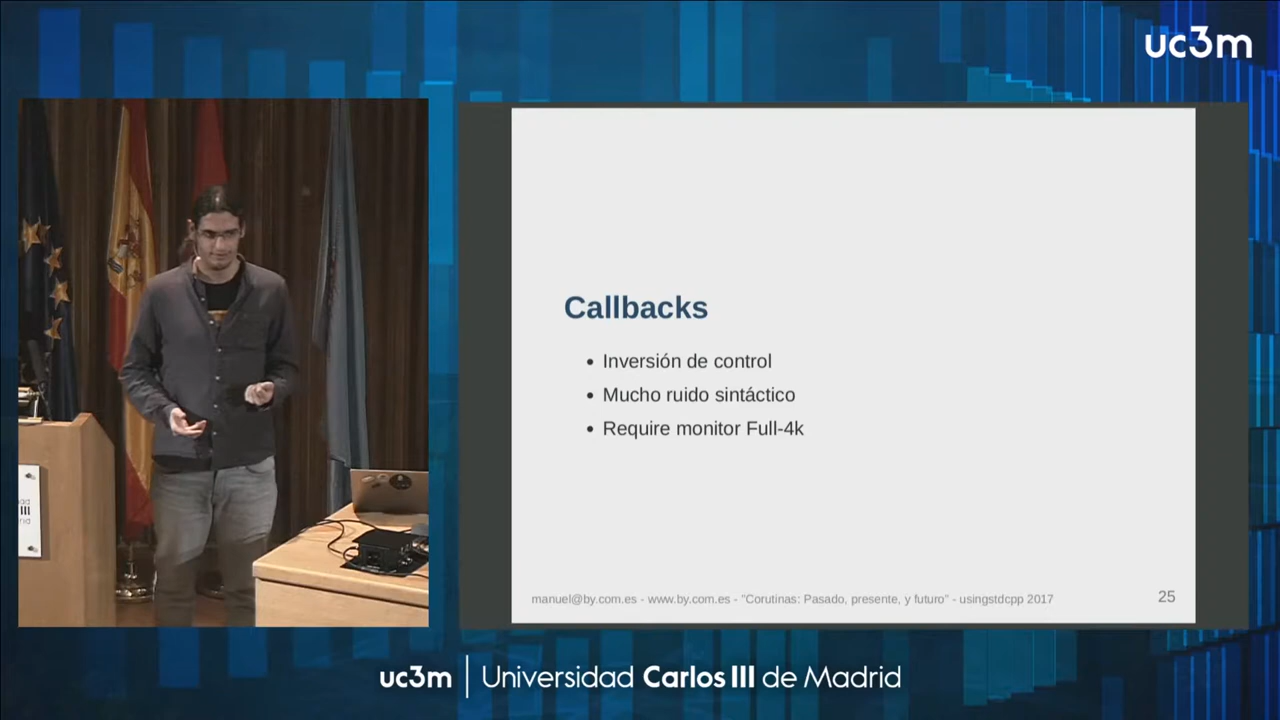 uc3m
Callbacks
• Inversión de control
• Mucho ruido sintáctico
• Require monitor Full-4k
manuel@by.com.es - www.by.com.es - "Corutinas: Pasado, presente, y futuro" - usingstdcpp 2017
25
III
uc3m | Universidad Carlos III de Madrid